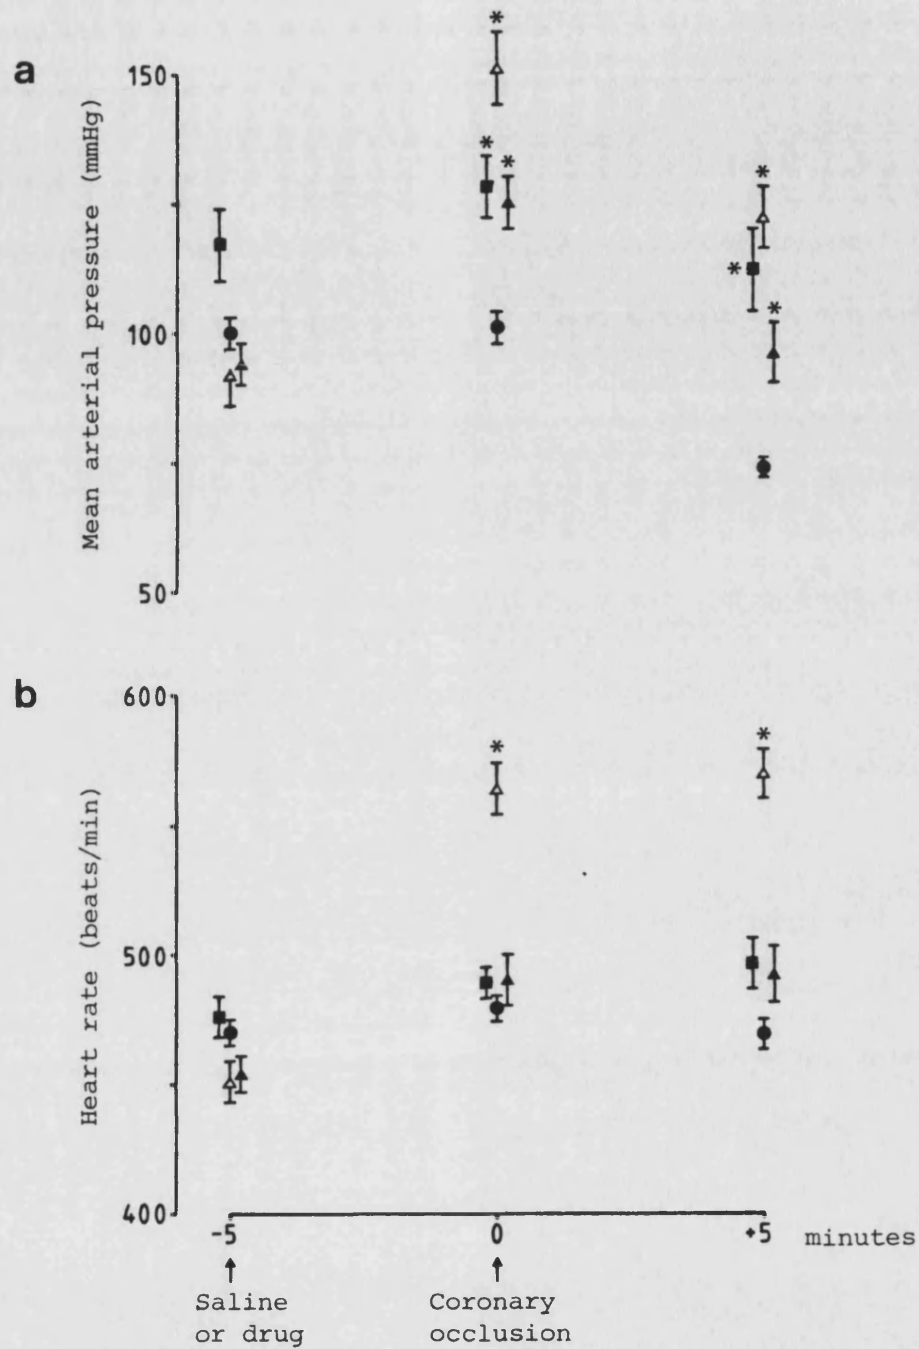 a
*
150
Mean arterial pressure (mmHg)
*
*
*
*
*
100
50
b
600
*
*
Heart rate (beats/min)
500
400
-5
0
+5
minutes
Saline
or drug
Coronary
occlusion